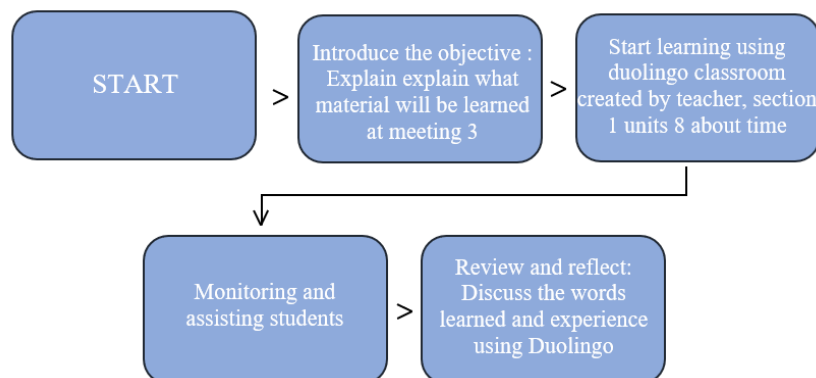 START
>
Introduce the objective :
Explain explain what
material will be learned
at meeting 3
>
Start learning using
duolingo classroom
created by teacher, section
1 units 8 about time
Monitoring and
assisting students
>
Review and reflect:
Discuss the words
learned and experience
using Duolingo